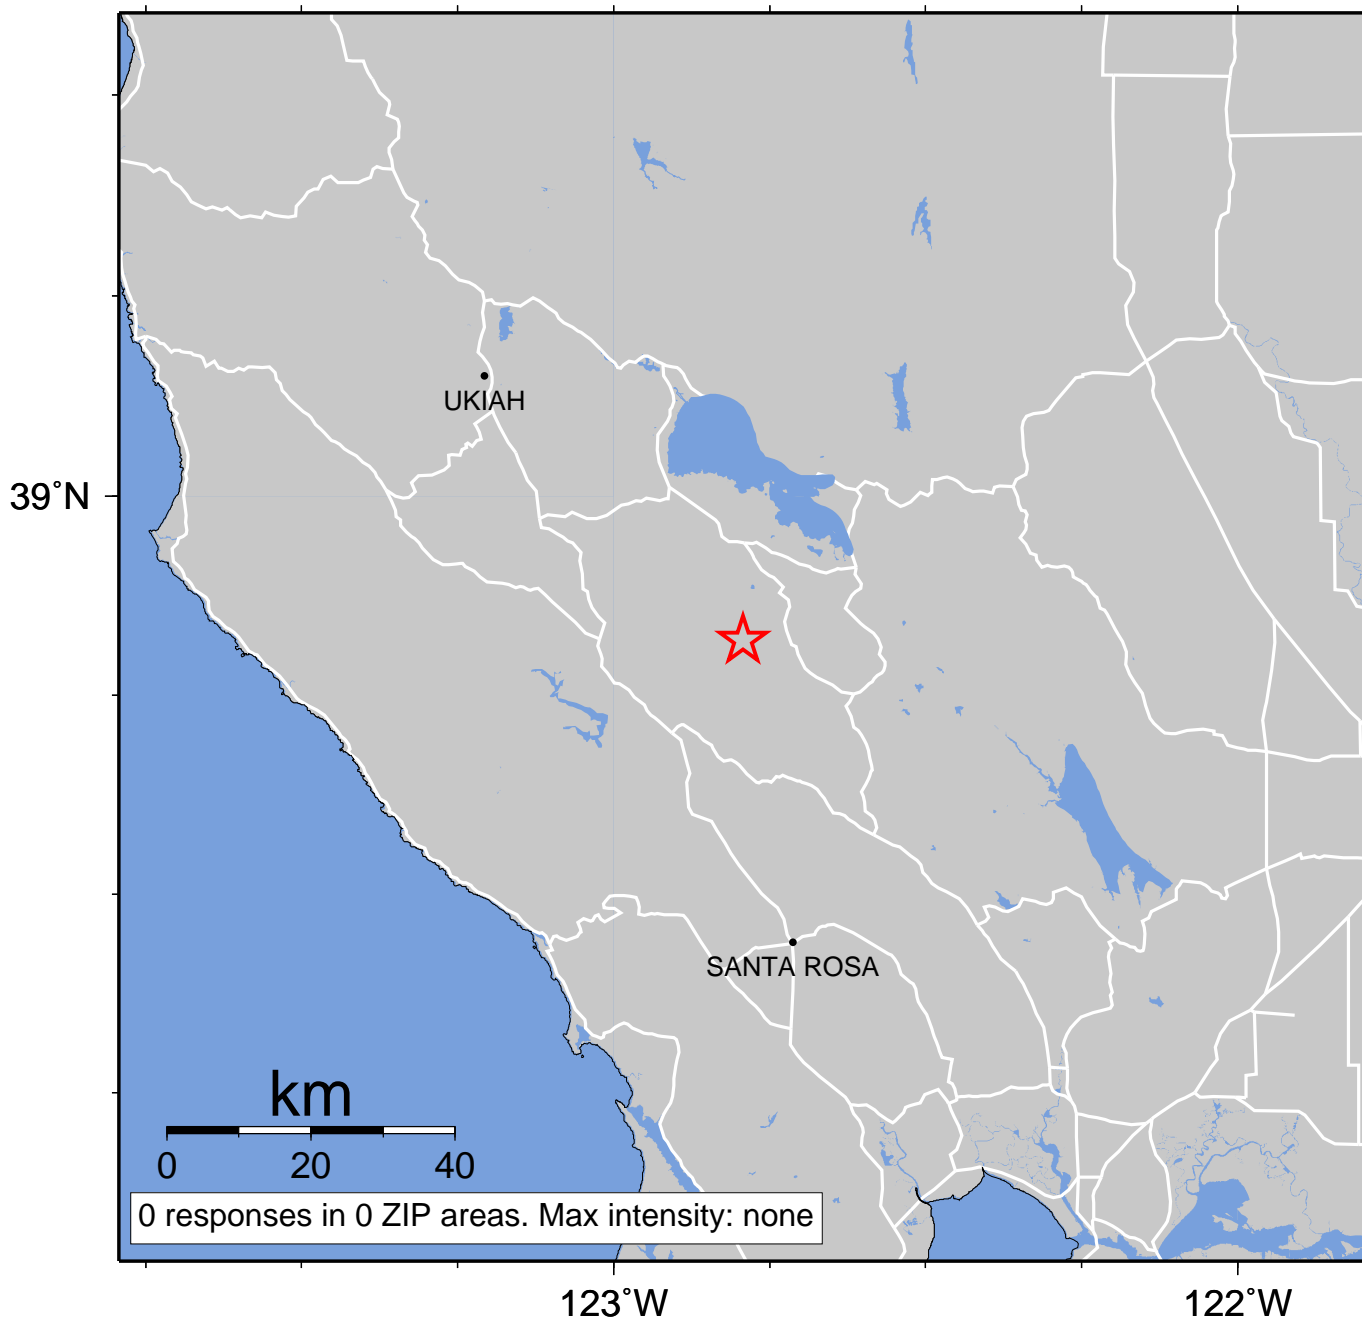 UKIAH
39˚N
SANTA ROSA
km
0 20 40
0 responses in 0 ZIP areas. Max intensity: none
123˚W 122˚W